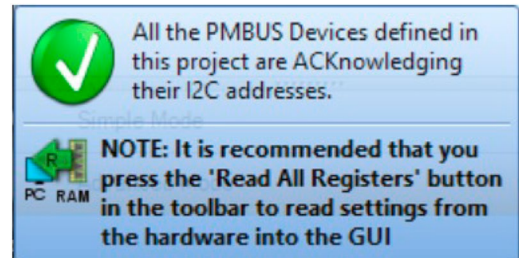 All the PMBUS Devices defined in
this project are ACKnowledging
their I2C addresses.
Simple Mode
NOTE: It is recommended that you
press the 'Read All Registers' button
in the toolbar to read settings from
the hardware into the GUI
R
PC RAM